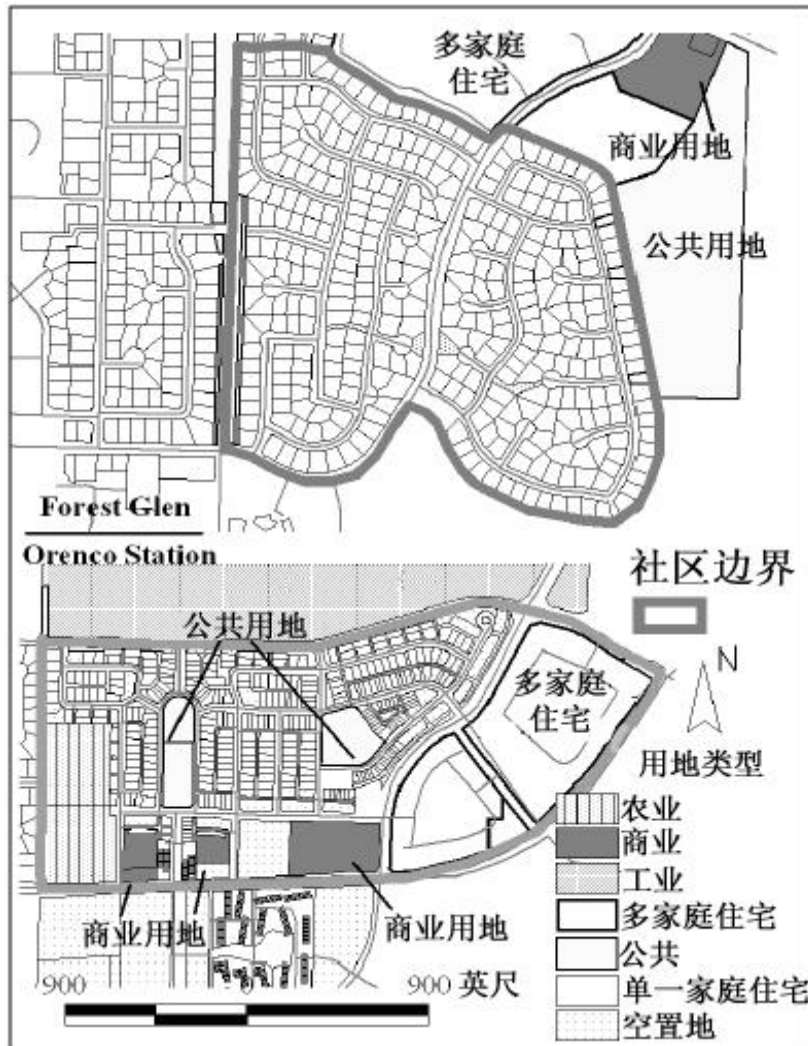 多家庭
住宅
商业用地
公共用地
Forest Glen
Orenco Station
社区边界
公共用地
N
多家庭
住宅
用地类型
农业
商业
工业
多家庭住宅
公共
单一家庭住宅
空置地
商业用地
商业用地
900 0 900 英尺